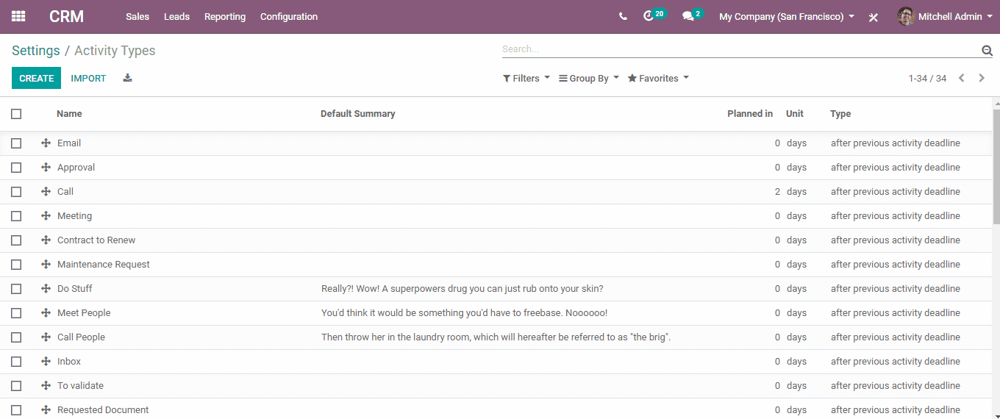 CRM Sales Leads Reporting Configuration 20 2 My Company (San Francisco) Mitchell Admin
Settings / Activity Types Search...
CREATE IMPORT Filters Group By Favorites 1-34 / 34
Name Default Summary Planned in Unit Type
Email 0 days after previous activity deadline
Approval 0 days after previous activity deadline
Call 2 days after previous activity deadline
Meeting 0 days after previous activity deadline
Contract to Renew 0 days after previous activity deadline
Maintenance Request 0 days after previous activity deadline
Do Stuff Really?! Wow! A superpowers drug you can just rub onto your skin? 0 days after previous activity deadline
Meet People You'd think it would be something you'd have to freebase. Noooooo! 0 days after previous activity deadline
Call People Then throw her in the laundry room, which will hereafter be referred to as "the brig". 0 days after previous activity deadline
Inbox 0 days after previous activity deadline
To validate 0 days after previous activity deadline
Requested Document 0 days after previous activity deadline